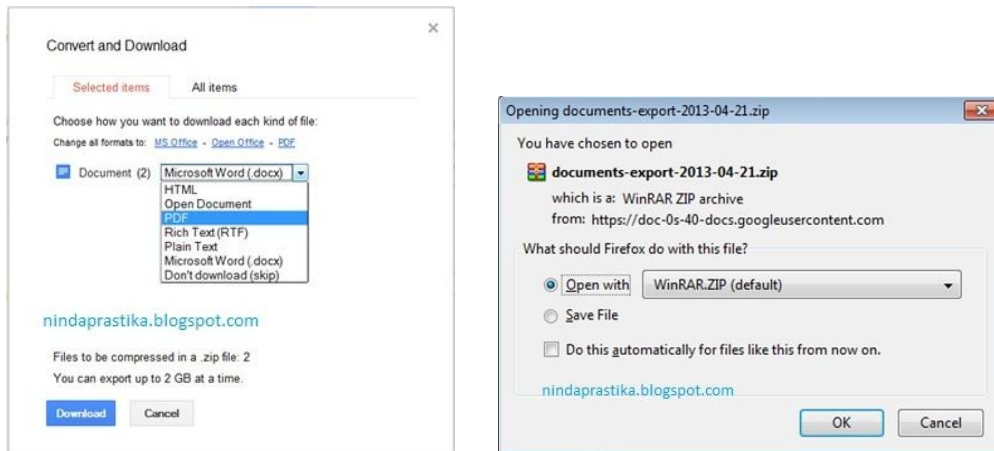 Convert and Download
Selected items All items
Choose how you want to download each kind of file:
Change all formats to: MS Office - Open Office - PDF
Document (2) Microsoft Word (.docx)
HTML
Open Document
PDF
Rich Text (RTF)
Plain Text
Microsoft Word (.docx)
Don't download (skip)
nindaprastika.blogspot.com
Files to be compressed in a .zip file: 2
You can export up to 2 GB at a time.
Download Cancel
Opening documents-export-2013-04-21.zip
You have chosen to open
documents-export-2013-04-21.zip
which is a: WinRAR ZIP archive
from: https://doc-0s-40-docs.googleusercontent.com
What should Firefox do with this file?
Open with WinRAR.ZIP (default)
Save File
Do this automatically for files like this from now on.
nindaprastika.blogspot.com
OK Cancel